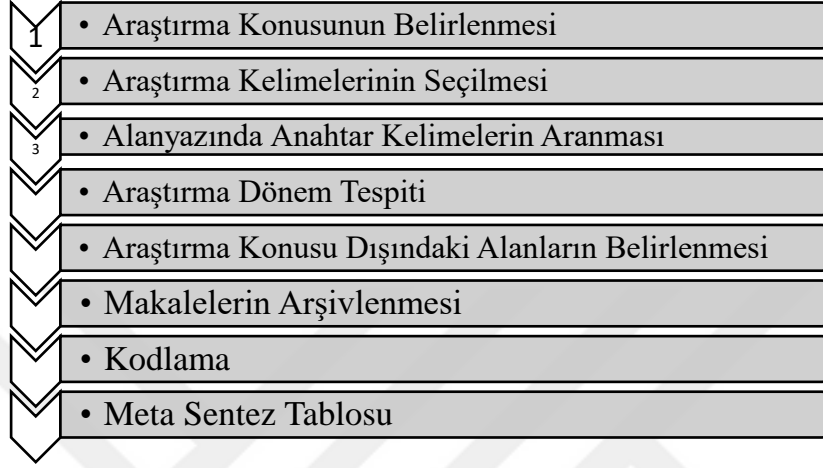 1 • Araştırma Konusunun Belirlenmesi
2 • Araştırma Kelimelerinin Seçilmesi
3 • Alanyazında Anahtar Kelimelerin Aranması
• Araştırma Dönem Tespiti
• Araştırma Konusu Dışındaki Alanların Belirlenmesi
• Makalelerin Arşivlenmesi
• Kodlama
• Meta Sentez Tablosu